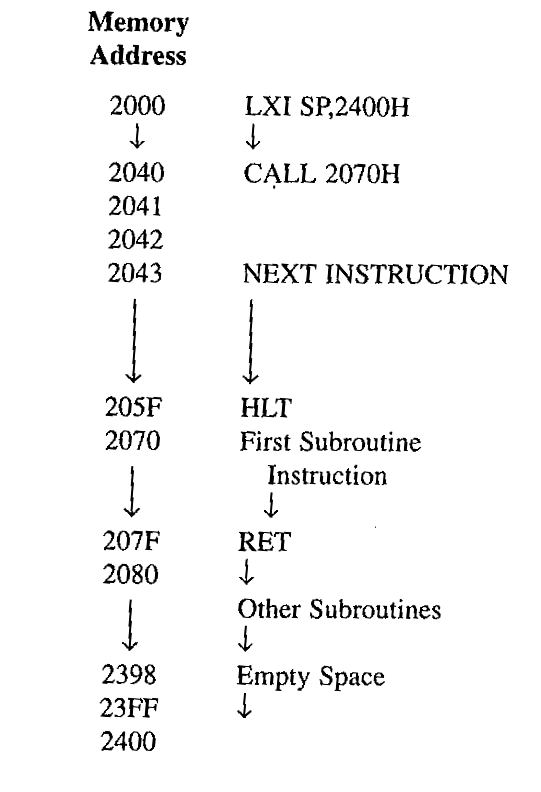 Memory
Address
2000 LXI SP,2400H
↓ ↓
2040 CALL 2070H
2041
2042
2043 NEXT INSTRUCTION
↓ ↓
205F HLT
2070 First Subroutine
Instruction
↓ ↓
207F RET
2080 ↓
↓ Other Subroutines
↓
2398 Empty Space
23FF ↓
2400